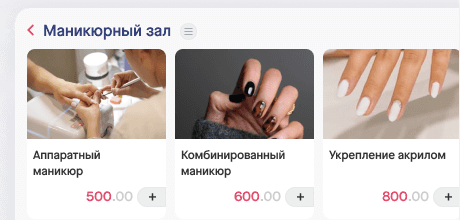 Маникюрный зал
Аппаратный
маникюр
500.00 +
Комбинированный
маникюр
600.00 +
Укрепление акрилом
800.00 +